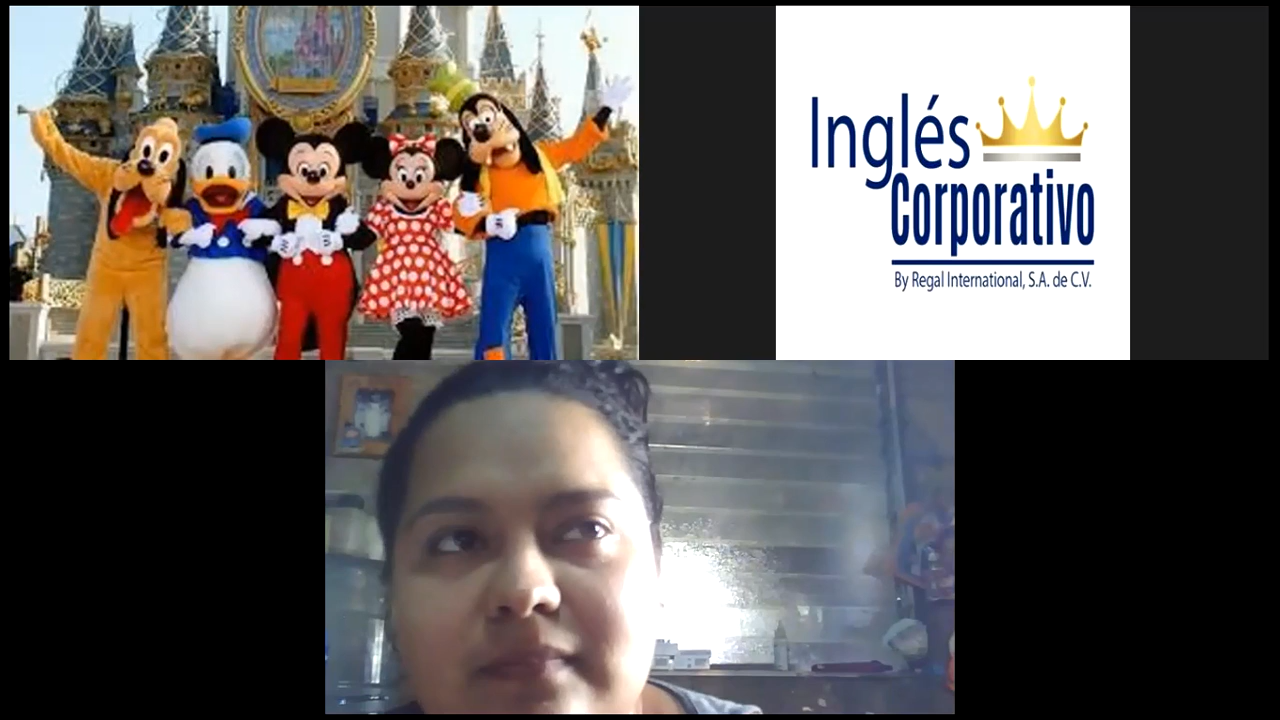 Inglés
Corporativo
By Regal International, S.A. de C.V.